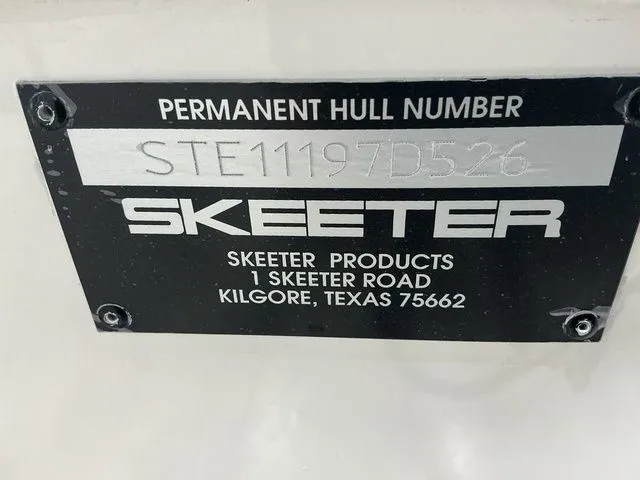 PERMANENT HULL NUMBER
STE11197D526
SKEETER
SKEETER PRODUCTS
1 SKEETER ROAD
KILGORE, TEXAS 75662